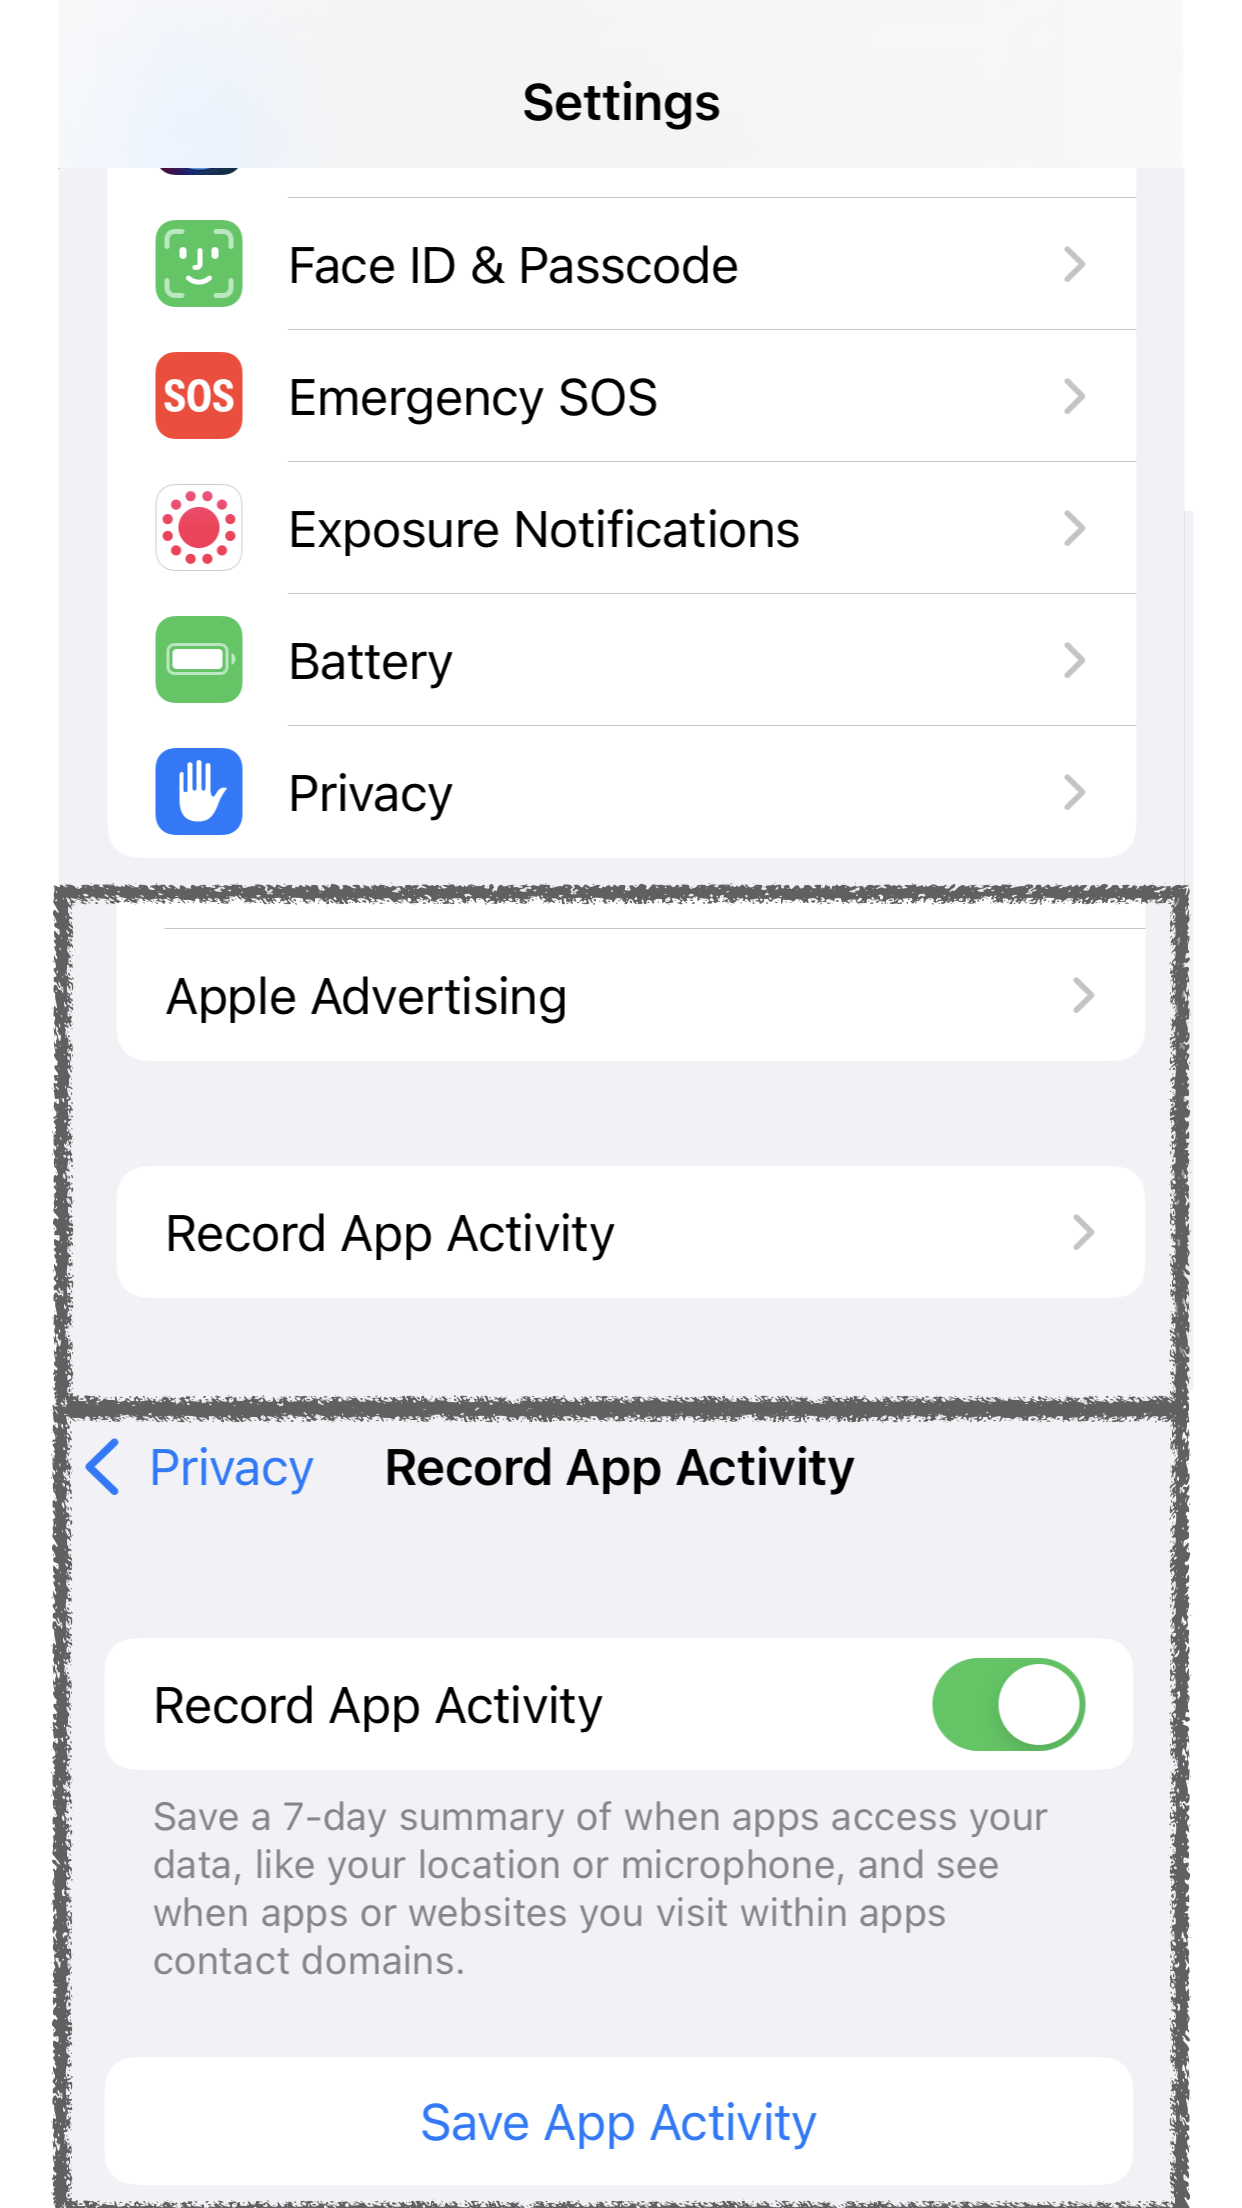 Settings
Face ID & Passcode
SOS
Emergency SOS
Exposure Notifications
Battery
Privacy
Apple Advertising
Record App Activity
Privacy
Record App Activity
Record App Activity
Save a 7-day summary of when apps access your
data, like your location or microphone, and see
when apps or websites you visit within apps
contact domains.
Save App Activity